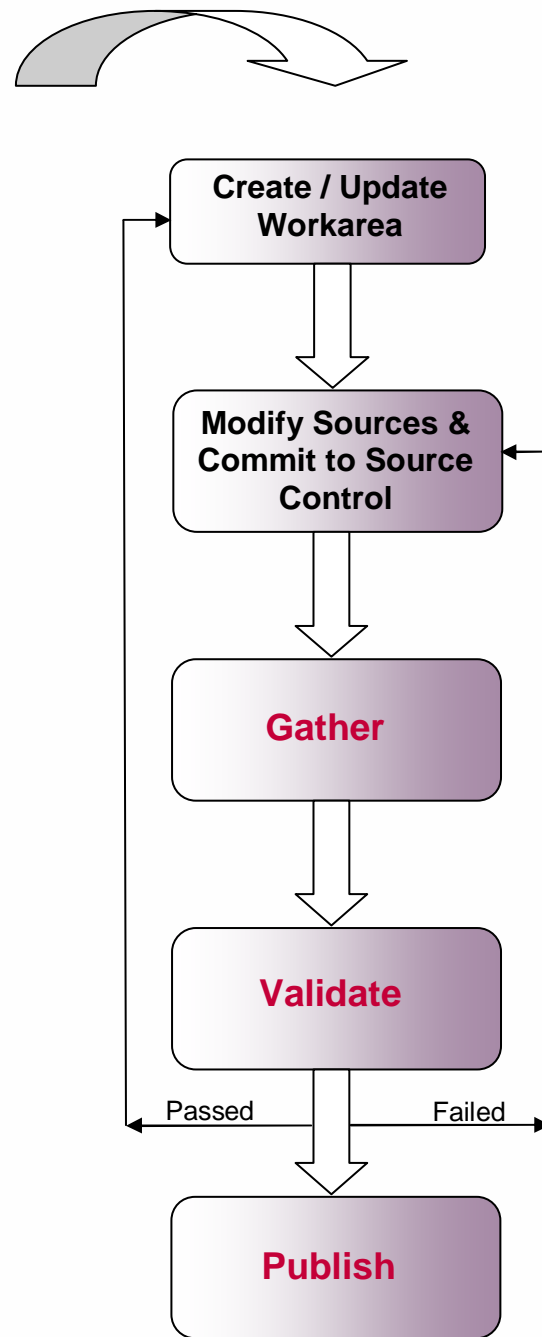 Create / Update
Workarea
Modify Sources &
Commit to Source
Control
Gather
Validate
Passed
Failed
Publish